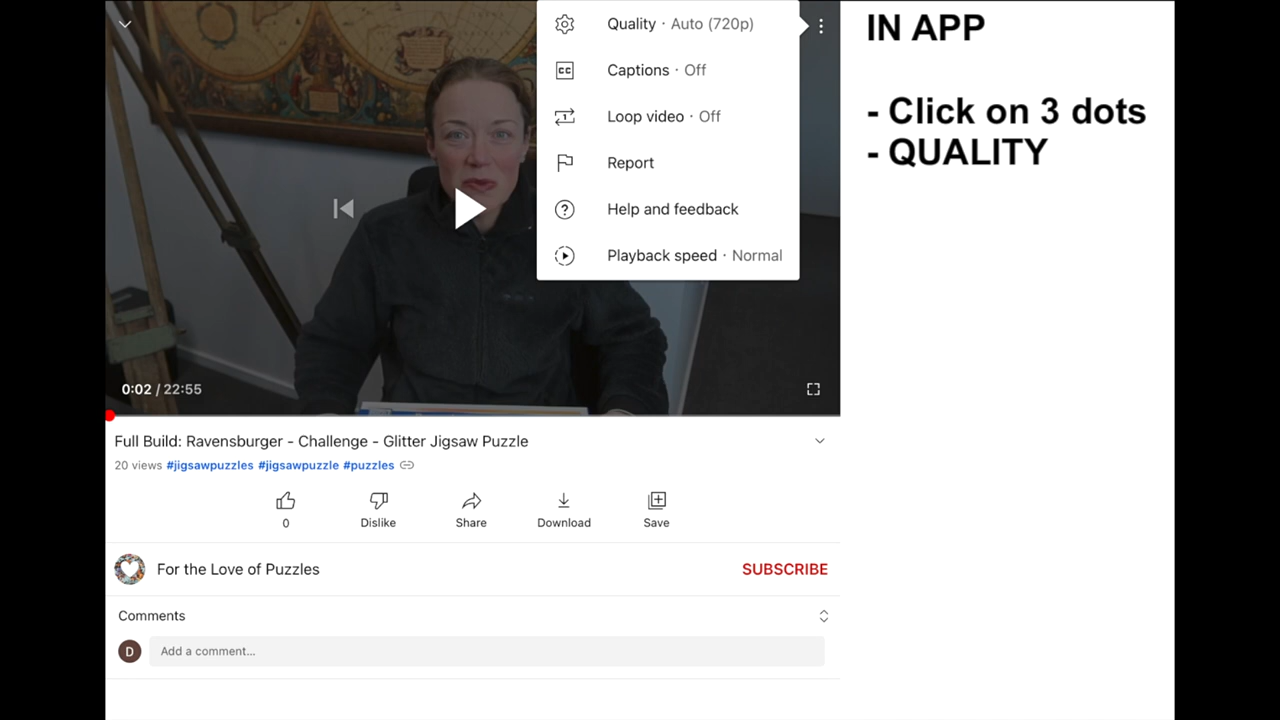 Quality · Auto (720p)
Captions · Off
Loop video · Off
Report
Help and feedback
Playback speed · Normal
0:02 / 22:55
Full Build: Ravensburger - Challenge - Glitter Jigsaw Puzzle
20 views #jigsawpuzzles #jigsawpuzzle #puzzles
0
Dislike
Share
Download
Save
For the Love of Puzzles
SUBSCRIBE
Comments
D
Add a comment...
IN APP
- Click on 3 dots
- QUALITY